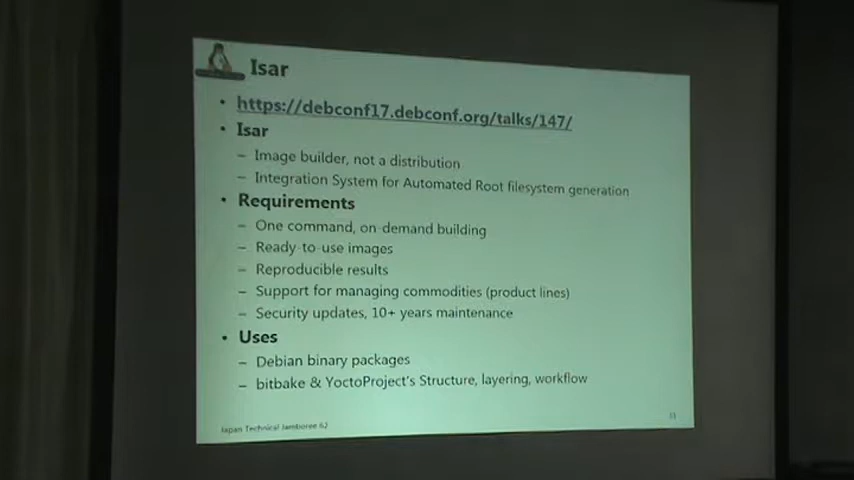 Isar
• https://debconf17.debconf.org/talks/147/
• Isar
– Image builder, not a distribution
– Integration System for Automated Root filesystem generation
• Requirements
– One command, on-demand building
– Ready-to-use images
– Reproducible results
– Support for managing commodities (product lines)
– Security updates, 10+ years maintenance
• Uses
– Debian binary packages
– bitbake & YoctoProject's Structure, layering, workflow
Japan Technical Jamboree 62